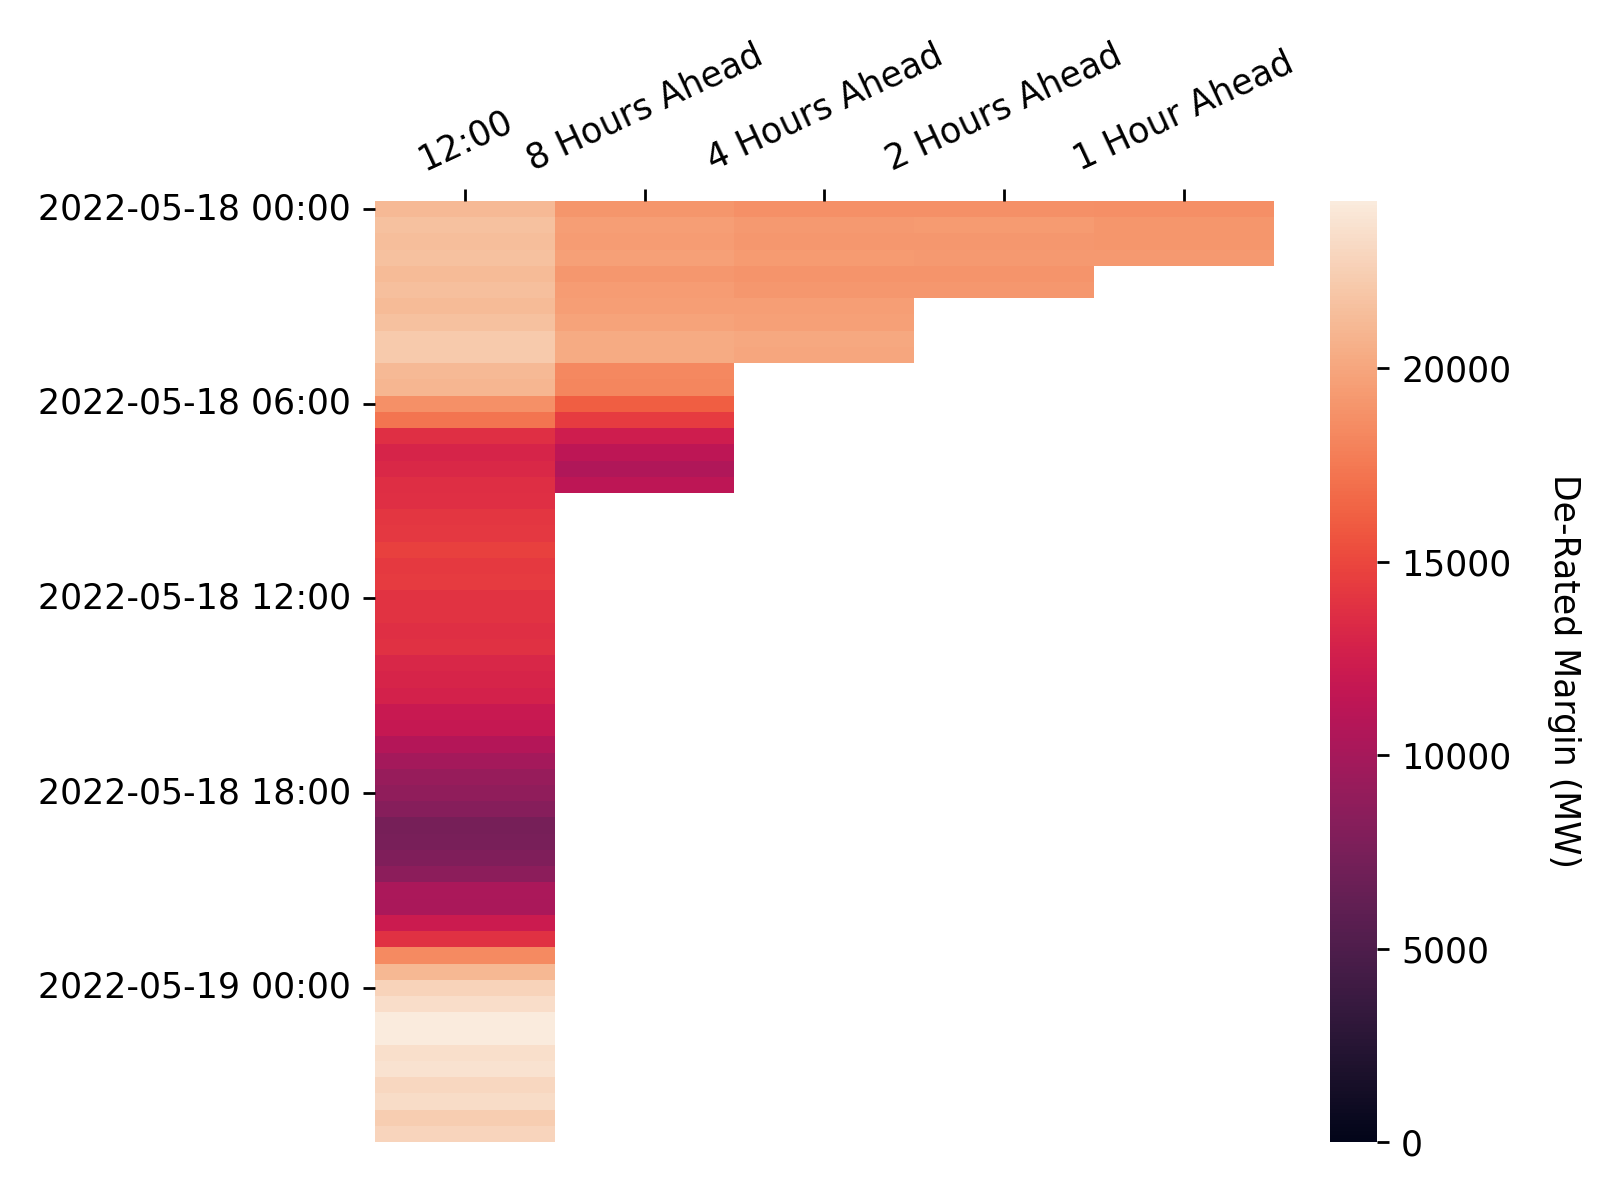 12:00
8 Hours Ahead
4 Hours Ahead
2 Hours Ahead
1 Hour Ahead
2022-05-18 00:00
2022-05-18 06:00
2022-05-18 12:00
2022-05-18 18:00
2022-05-19 00:00
20000
15000
10000
5000
0
De-Rated Margin (MW)